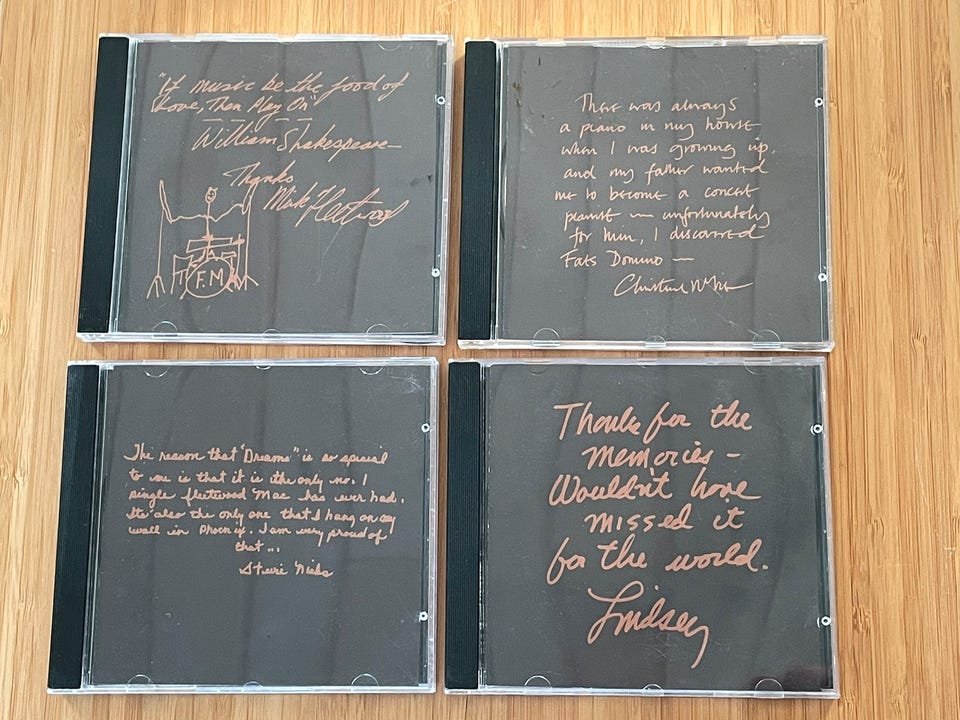 "If music be the food of
Love, Then Play On"
William Shakespeare
Thanks
Mick Fleetwood
F.M
There was always
a piano in my house
when I was growing up,
and my father wanted
me to become a concert
pianist — unfortunately
for him, I discovered
Fats Domino —
Christine McVie
The reason that "Dreams" is so special
to me is that it is the only no. 1
single fleetwood Mac has ever had.
Its also the only one that I hang on my
wall in Phoenix. I am very proud of
that...
Stevie Nicks
Thanks for the
Memories –
Wouldn't have
missed it
for the world.
Lindsey